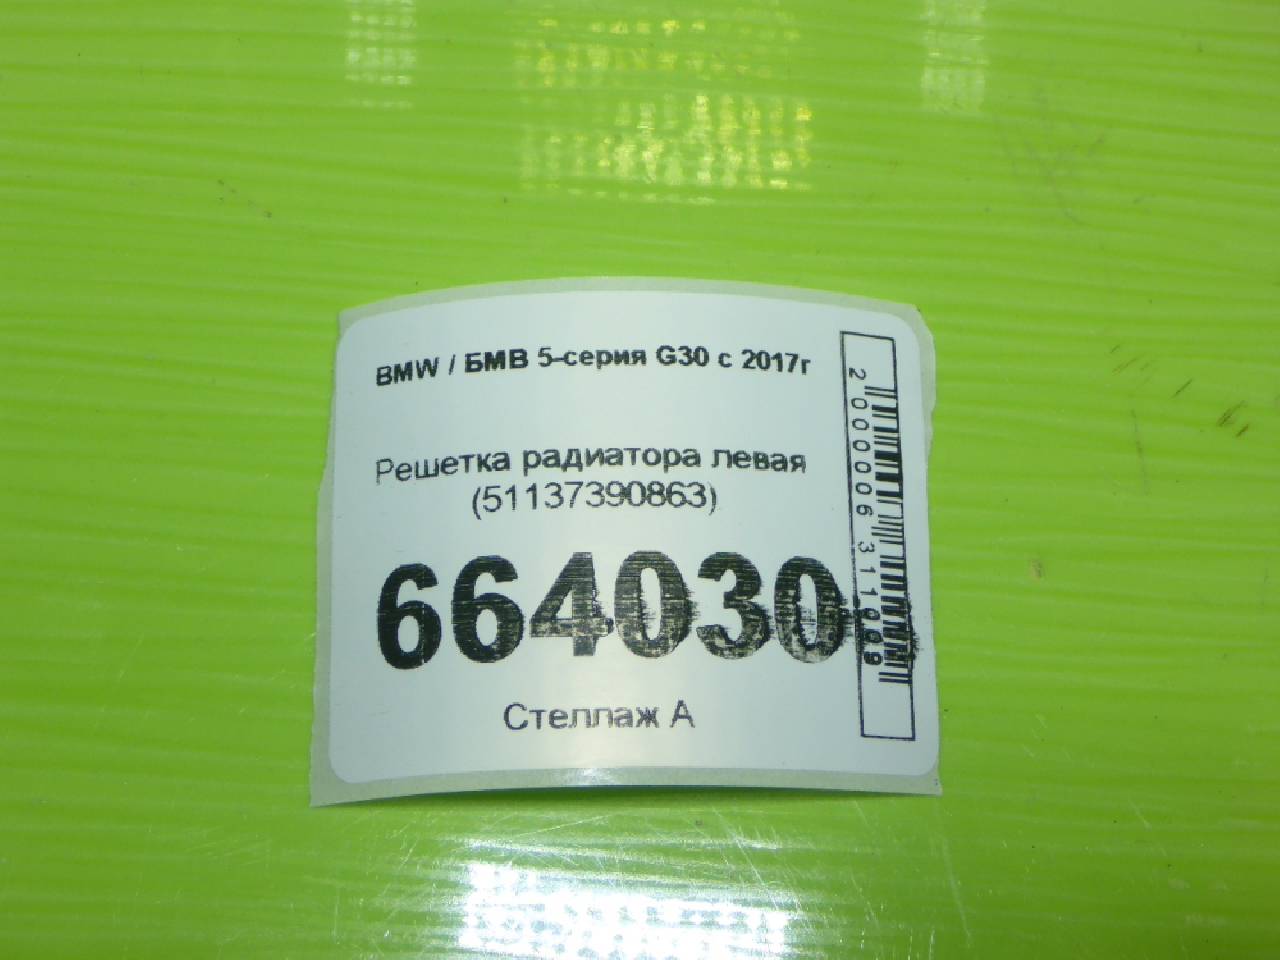 BMW / БМВ 5-серия G30 с 2017г
Решетка радиатора левая
(51137390863)
664030
Стеллаж А